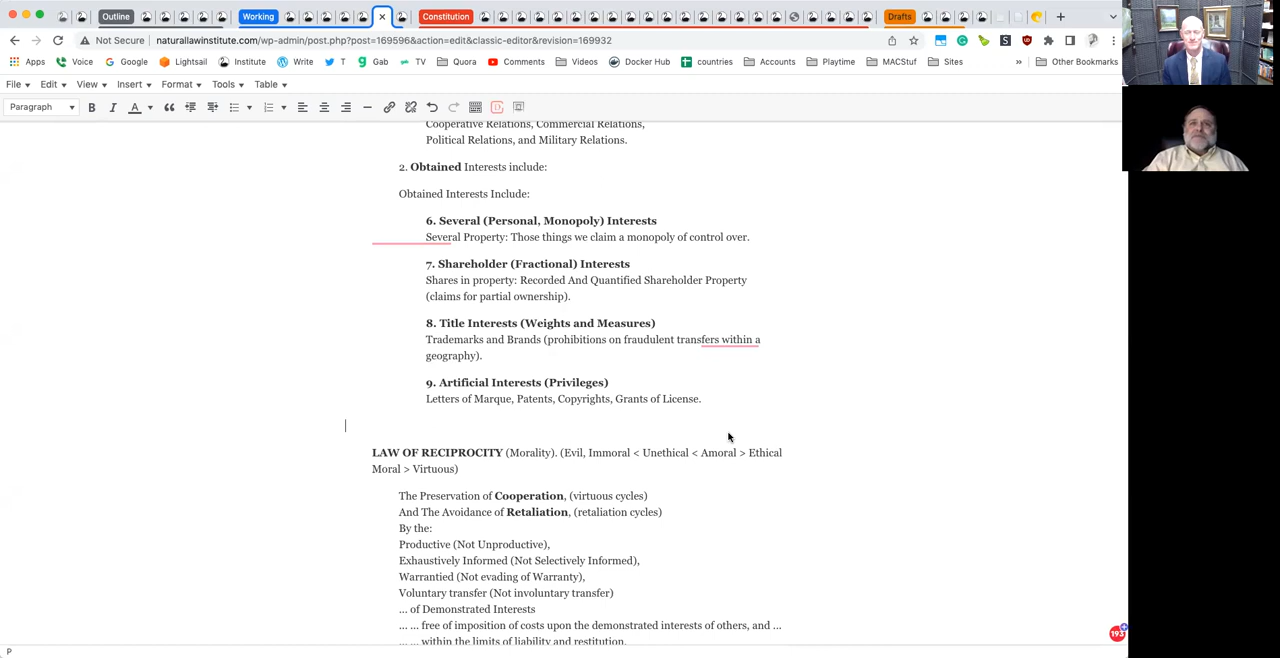 Outline
Working
Constitution
Drafts
Not Secure
naturallawinstitute.com/wp-admin/post.php?post=169596&action=edit&classic-editor&revision=169932
Apps Voice Google Lightsail Institute Write T Gab TV Quora Comments Videos Docker Hub countries Accounts Playtime MACStuf Sites » Other Bookmarks
File Edit View Insert Format Tools Table
Paragraph B I A
Cooperative Relations, Commercial Relations,
Political Relations, and Military Relations.
2. Obtained Interests include:
Obtained Interests Include:
6. Several (Personal, Monopoly) Interests
Several Property: Those things we claim a monopoly of control over.
7. Shareholder (Fractional) Interests
Shares in property: Recorded And Quantified Shareholder Property
(claims for partial ownership).
8. Title Interests (Weights and Measures)
Trademarks and Brands (prohibitions on fraudulent transfers within a
geography).
9. Artificial Interests (Privileges)
Letters of Marque, Patents, Copyrights, Grants of License.
LAW OF RECIPROCITY (Morality). (Evil, Immoral < Unethical < Amoral > Ethical
Moral > Virtuous)
The Preservation of Cooperation, (virtuous cycles)
And The Avoidance of Retaliation, (retaliation cycles)
By the:
Productive (Not Unproductive),
Exhaustively Informed (Not Selectively Informed),
Warrantied (Not evading of Warranty),
Voluntary transfer (Not involuntary transfer)
... of Demonstrated Interests
... ... free of imposition of costs upon the demonstrated interests of others, and ...
... ... within the limits of liability and restitution.
193
P